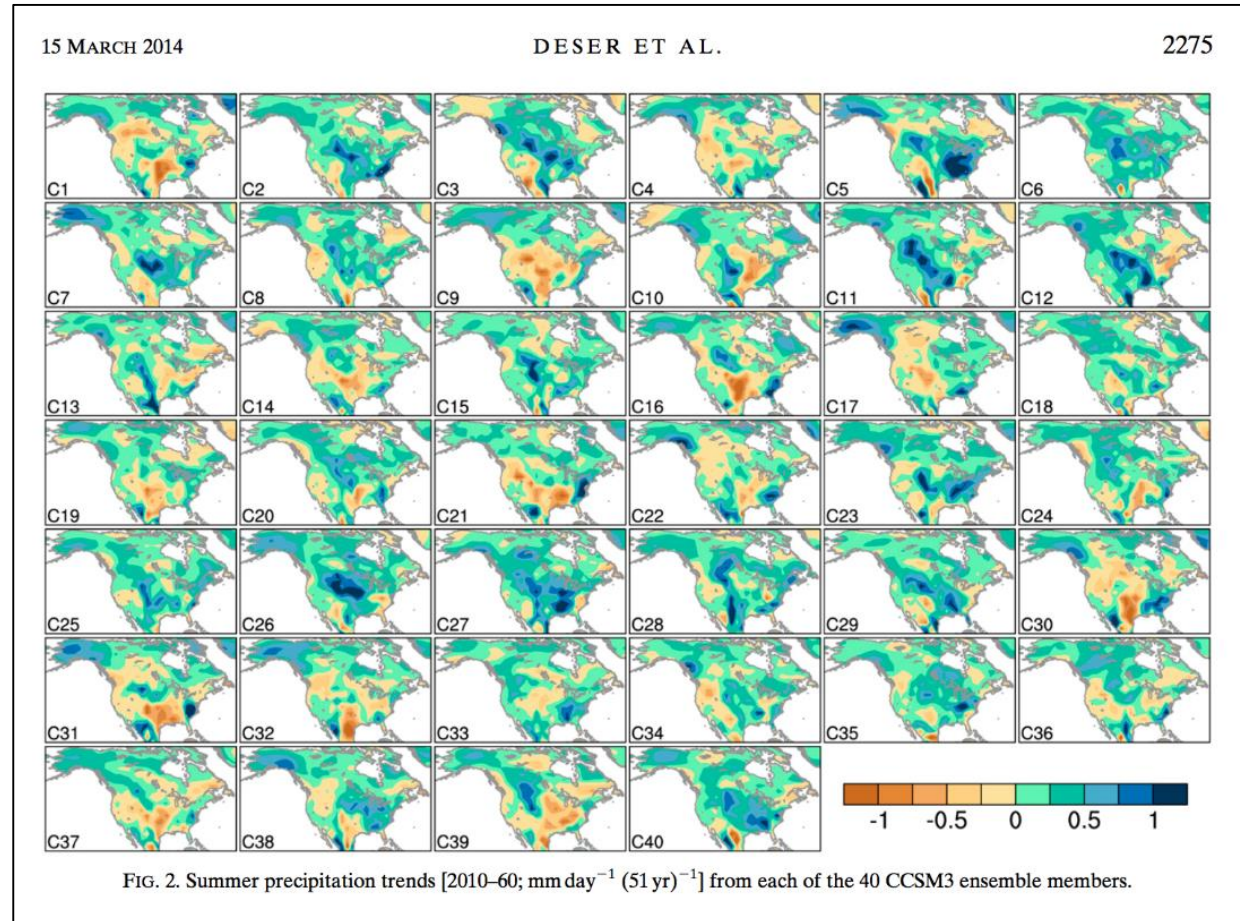 15 MARCH 2014 DESER ET AL. 2275
C1 C2 C3 C4 C5 C6
C7 C8 C9 C10 C11 C12
C13 C14 C15 C16 C17 C18
C19 C20 C21 C22 C23 C24
C25 C26 C27 C28 C29 C30
C31 C32 C33 C34 C35 C36
C37 C38 C39 C40
-1 -0.5 0 0.5 1
FIG. 2. Summer precipitation trends [2010–60; mm day⁻¹ (51 yr)⁻¹] from each of the 40 CCSM3 ensemble members.